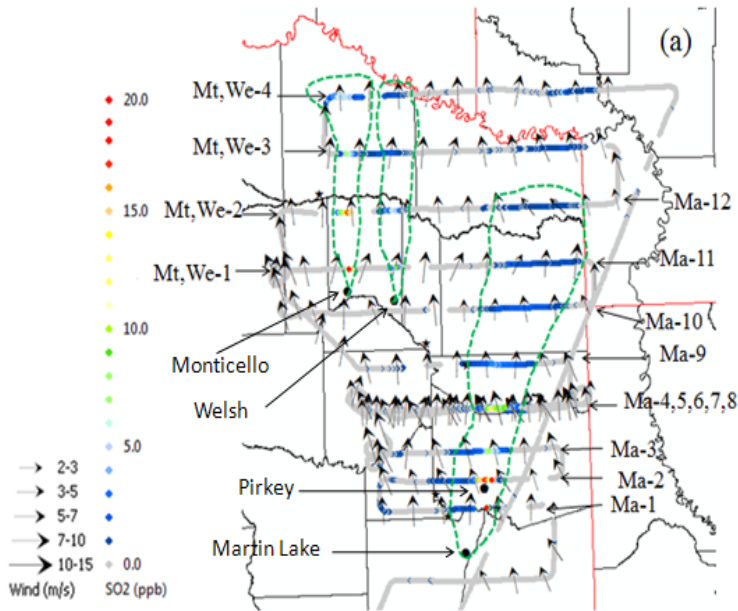 (a)
Mt,We-4
Mt,We-3
Mt,We-2
Mt,We-1
Monticello
Welsh
Pirkey
Martin Lake
Ma-12
Ma-11
Ma-10
Ma-9
Ma-4,5,6,7,8
Ma-3
Ma-2
Ma-1
20.0
15.0
10.0
5.0
0.0
SO2 (ppb)
2-3
3-5
5-7
7-10
10-15
Wind (m/s)